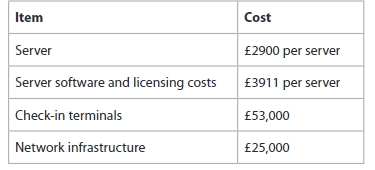 Item Cost
Server £2900 per server
Server software and licensing costs £3911 per server
Check-in terminals £53,000
Network infrastructure £25,000